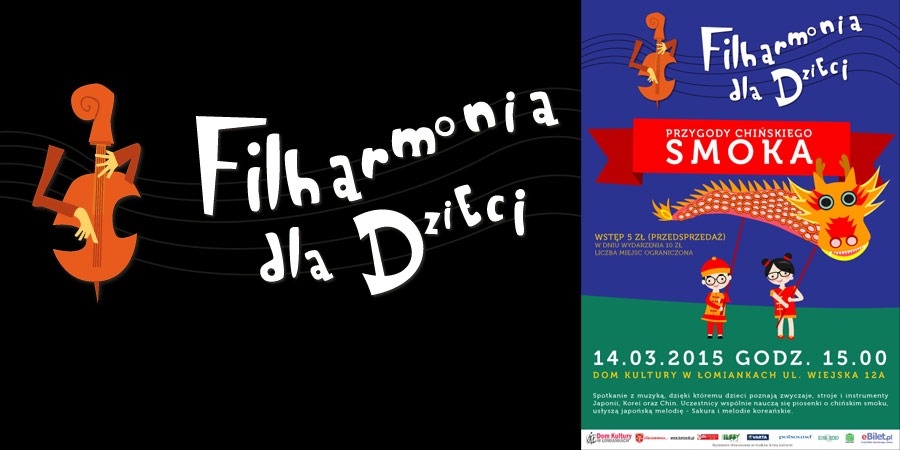 Filharmonia
dla Dzieci
Filharmonia
dla Dzieci
PRZYGODY CHIŃSKIEGO
SMOKA
WSTĘP 5 ZŁ (PRZEDSPRZEDAŻ)
W DNIU WYDARZENIA 10 ZŁ
LICZBA MIEJSC OGRANICZONA
14.03.2015 GODZ. 15.00
DOM KULTURY W ŁOMIANKACH UL. WIEJSKA 12A
Spotkanie z muzyką, dzięki któremu dzieci poznają zwyczaje, stroje i instrumenty
Japonii, Korei oraz Chin. Uczestnicy wspólnie nauczą się piosenki o chińskim smoku,
usłyszą japońską melodię - Sakura i melodie koreańskie.
Dom Kultury
W ŁOMIANKACH
VARTA
polsound
eBilet.pl